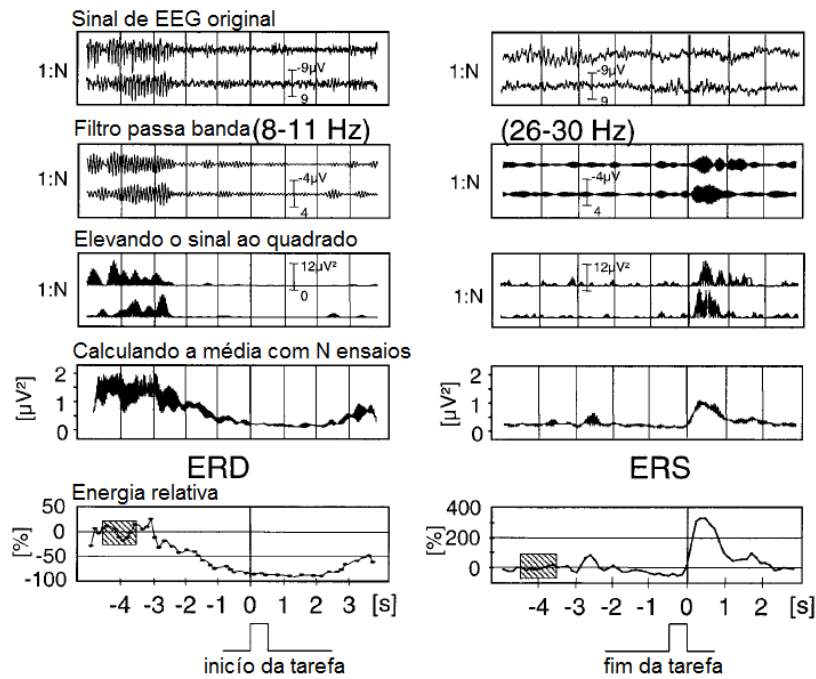 Sinal de EEG original
1:N
-9µV
9
-9µV
9
Filtro passa banda (8-11 Hz) (26-30 Hz)
1:N
-4µV
4
1:N
-4µV
4
Elevando o sinal ao quadrado
1:N
12µV²
0
1:N
12µV²
Calculando a média com N ensaios
[µV²]
2
1
0
[µV²]
2
1
0
ERD
ERS
Energia relativa
[%]
50
0
-50
-100
-4 -3 -2 -1 0 1 2 3 [s]
[%]
400
200
0
-4 -3 -2 -1 0 1 2 [s]
inicío da tarefa
fim da tarefa